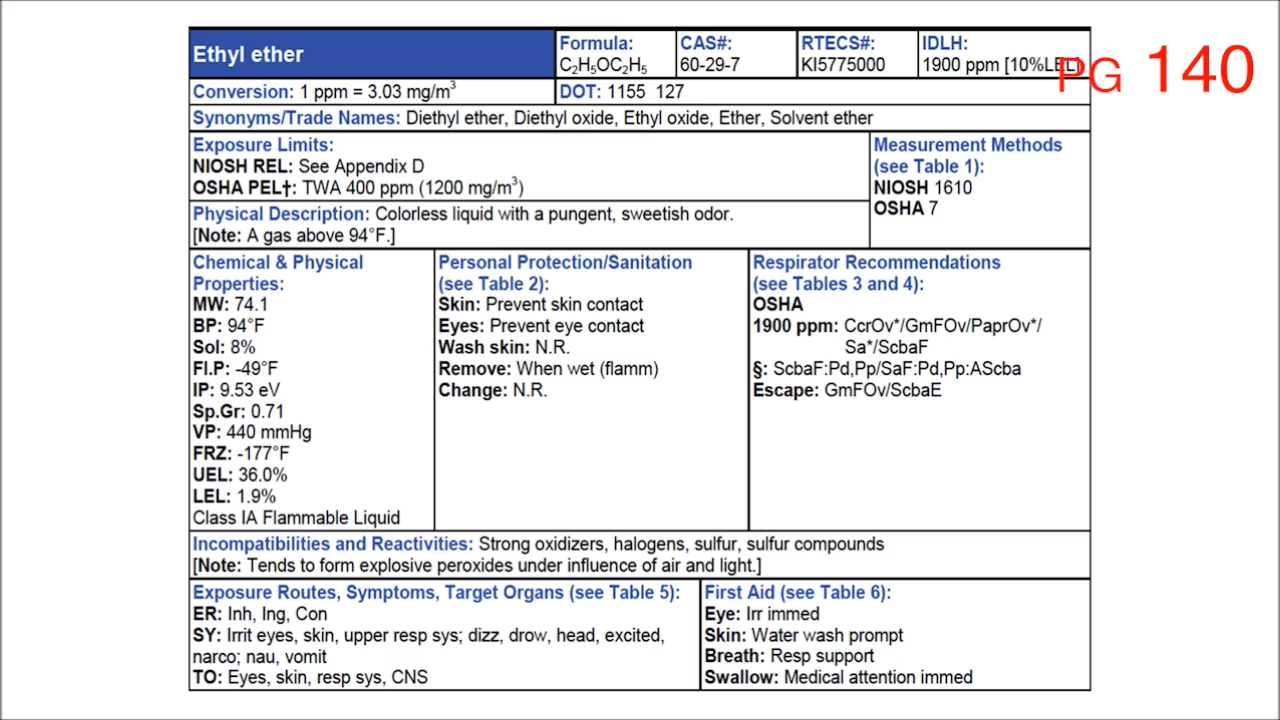 Ethyl ether
Formula:
C₂H₅OC₂H₅
CAS#:
60-29-7
RTECS#:
KI5775000
IDLH:
1900 ppm [10%LEL]
PG 140
Conversion: 1 ppm = 3.03 mg/m³
DOT: 1155 127
Synonyms/Trade Names: Diethyl ether, Diethyl oxide, Ethyl oxide, Ether, Solvent ether
Exposure Limits:
NIOSH REL: See Appendix D
OSHA PEL†: TWA 400 ppm (1200 mg/m³)
Measurement Methods
(see Table 1):
NIOSH 1610
OSHA 7
Physical Description: Colorless liquid with a pungent, sweetish odor.
[Note: A gas above 94°F.]
Chemical & Physical
Properties:
MW: 74.1
BP: 94°F
Sol: 8%
Fl.P: -49°F
IP: 9.53 eV
Sp.Gr: 0.71
VP: 440 mmHg
FRZ: -177°F
UEL: 36.0%
LEL: 1.9%
Class IA Flammable Liquid
Personal Protection/Sanitation
(see Table 2):
Skin: Prevent skin contact
Eyes: Prevent eye contact
Wash skin: N.R.
Remove: When wet (flamm)
Change: N.R.
Respirator Recommendations
(see Tables 3 and 4):
OSHA
1900 ppm: CcrOv*/GmFOv/PaprOv*/
Sa*/ScbaF
§: ScbaF:Pd,Pp/SaF:Pd,Pp:AScba
Escape: GmFOv/ScbaE
Incompatibilities and Reactivities: Strong oxidizers, halogens, sulfur, sulfur compounds
[Note: Tends to form explosive peroxides under influence of air and light.]
Exposure Routes, Symptoms, Target Organs (see Table 5):
ER: Inh, Ing, Con
SY: Irrit eyes, skin, upper resp sys; dizz, drow, head, excited,
narco; nau, vomit
TO: Eyes, skin, resp sys, CNS
First Aid (see Table 6):
Eye: Irr immed
Skin: Water wash prompt
Breath: Resp support
Swallow: Medical attention immed